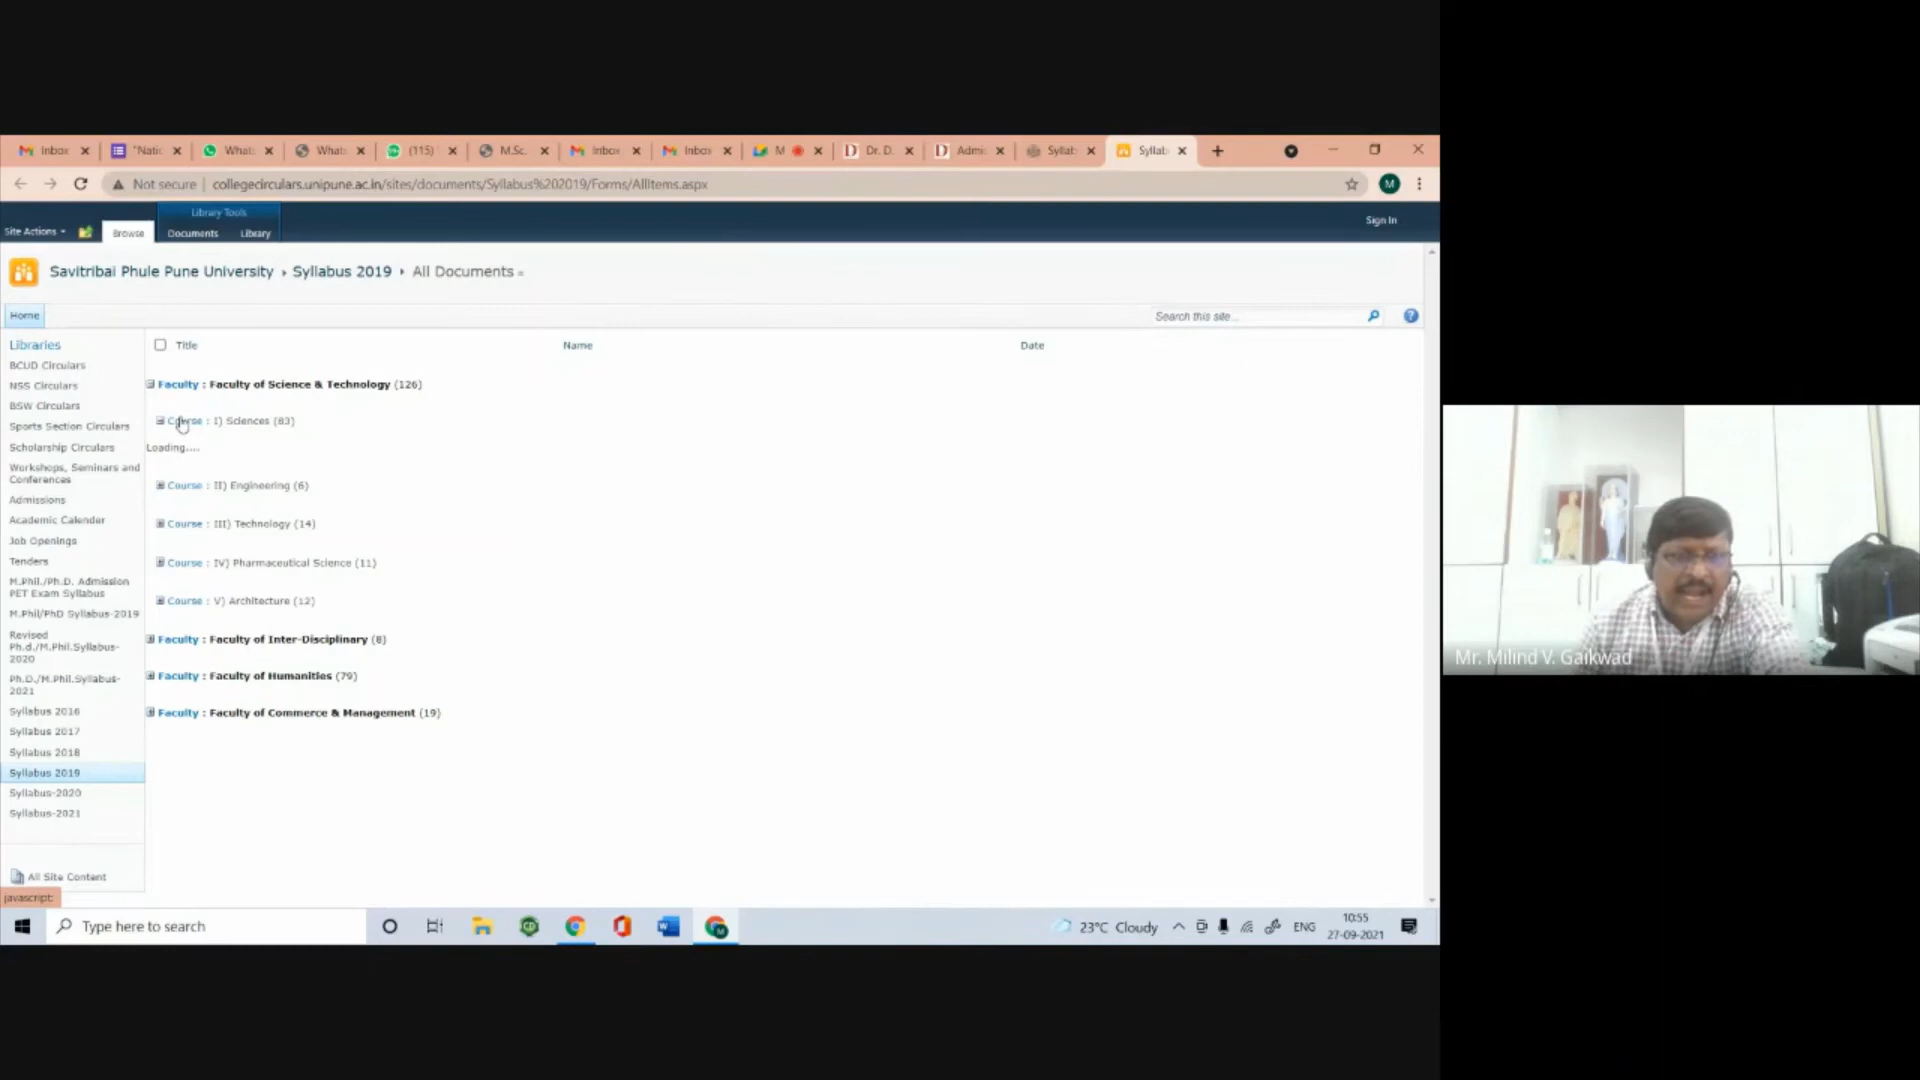 Inbox
"Natio
What:
What:
(115)
M.Sc.
Inbox
Inbox
M
Dr. D.
Admi:
Syllab
Syllab
Not secure | collegecirculars.unipune.ac.in/sites/documents/Syllabus%202019/Forms/AllItems.aspx
M
Library Tools
Sign In
Site Actions
Browse
Documents
Library
Savitribai Phule Pune University › Syllabus 2019 › All Documents
Home
Search this site...
Libraries
BCUD Circulars
NSS Circulars
BSW Circulars
Sports Section Circulars
Scholarship Circulars
Workshops, Seminars and
Conferences
Admissions
Academic Calender
Job Openings
Tenders
M.Phil./Ph.D. Admission
PET Exam Syllabus
M.Phil/PhD Syllabus-2019
Revised
Ph.d./M.Phil.Syllabus-
2020
Ph.D./M.Phil.Syllabus-
2021
Syllabus 2016
Syllabus 2017
Syllabus 2018
Syllabus 2019
Syllabus-2020
Syllabus-2021
All Site Content
Title
Name
Date
Faculty : Faculty of Science & Technology (126)
Course : I) Sciences (83)
Loading....
Course : II) Engineering (6)
Course : III) Technology (14)
Course : IV) Pharmaceutical Science (11)
Course : V) Architecture (12)
Faculty : Faculty of Inter-Disciplinary (8)
Faculty : Faculty of Humanities (79)
Faculty : Faculty of Commerce & Management (19)
Mr. Milind V. Gaikwad
javascript:
Type here to search
23°C Cloudy
ENG
10:55
27-09-2021